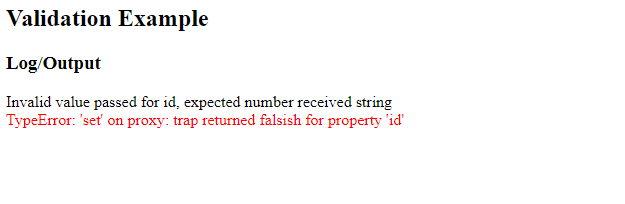 Validation Example
Log/Output
Invalid value passed for id, expected number received string
TypeError: 'set' on proxy: trap returned falsish for property 'id'